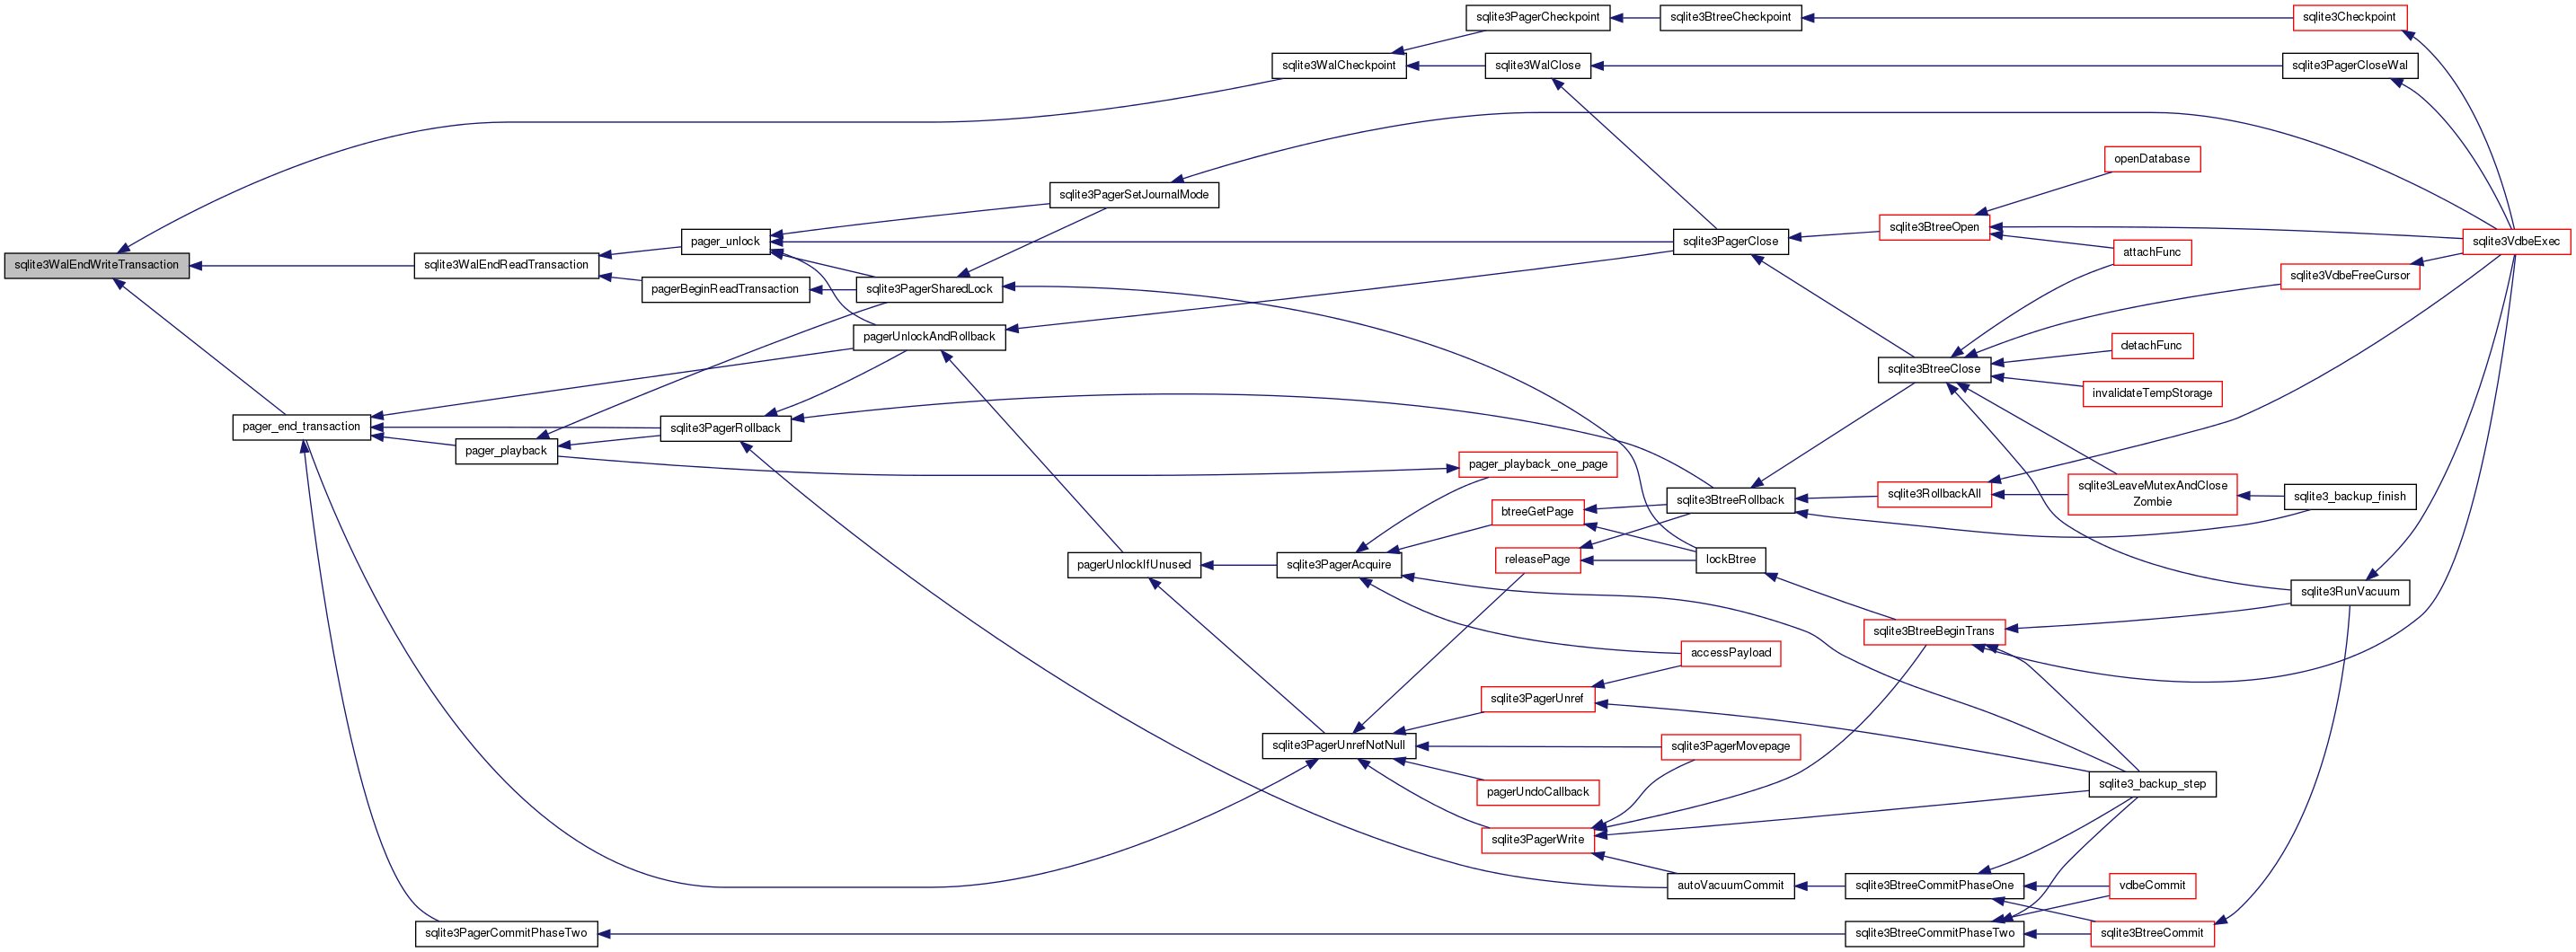 sqlite3WalEndWriteTransaction
sqlite3WalCheckpoint
sqlite3PagerCheckpoint
sqlite3BtreeCheckpoint
sqlite3Checkpoint
sqlite3WalClose
sqlite3PagerCloseWal
sqlite3WalEndReadTransaction
pager_unlock
pagerBeginReadTransaction
sqlite3PagerSetJournalMode
sqlite3PagerSharedLock
pagerUnlockAndRollback
sqlite3PagerClose
openDatabase
sqlite3BtreeOpen
attachFunc
sqlite3VdbeExec
sqlite3VdbeFreeCursor
detachFunc
sqlite3BtreeClose
invalidateTempStorage
pager_end_transaction
sqlite3PagerRollback
pager_playback
pager_playback_one_page
btreeGetPage
sqlite3BtreeRollback
sqlite3RollbackAll
sqlite3LeaveMutexAndClose
Zombie
sqlite3_backup_finish
pagerUnlockIfUnused
sqlite3PagerAcquire
releasePage
lockBtree
sqlite3RunVacuum
sqlite3BtreeBeginTrans
accessPayload
sqlite3PagerUnref
sqlite3PagerUnrefNotNull
sqlite3PagerMovepage
pagerUndoCallback
sqlite3_backup_step
sqlite3PagerWrite
autoVacuumCommit
sqlite3BtreeCommitPhaseOne
vdbeCommit
sqlite3PagerCommitPhaseTwo
sqlite3BtreeCommitPhaseTwo
sqlite3BtreeCommit